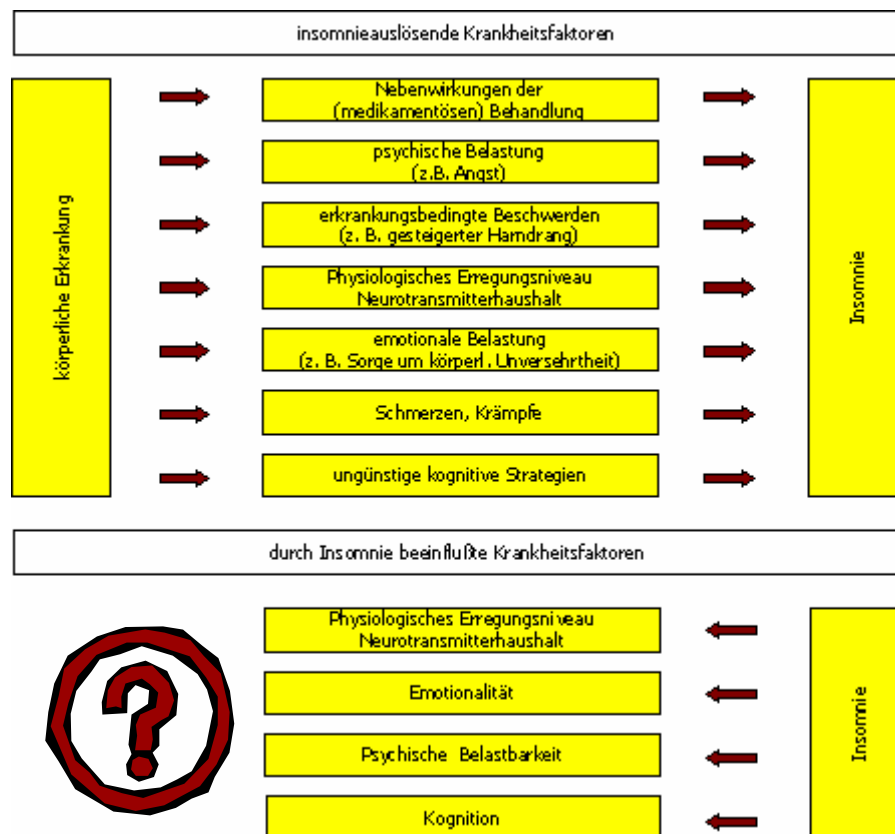 insomnieauslösende Krankheitsfaktoren
körperliche Erkrankung
Nebenwirkungen der
(medikamentösen) Behandlung
psychische Belastung
(z.B. Angst)
erkrankungsbedingte Beschwerden
(z. B. gesteigerter Harndrang)
Physiologisches Erregungsniveau
Neurotransmitterhaushalt
emotionale Belastung
(z. B. Sorge um körperl. Unversehrtheit)
Schmerzen, Krämpfe
ungünstige kognitive Strategien
Insomnie
durch Insomnie beeinflußte Krankheitsfaktoren
?
Physiologisches Erregungsniveau
Neurotransmitterhaushalt
Emotionalität
Psychische Belastbarkeit
Kognition
Insomnie